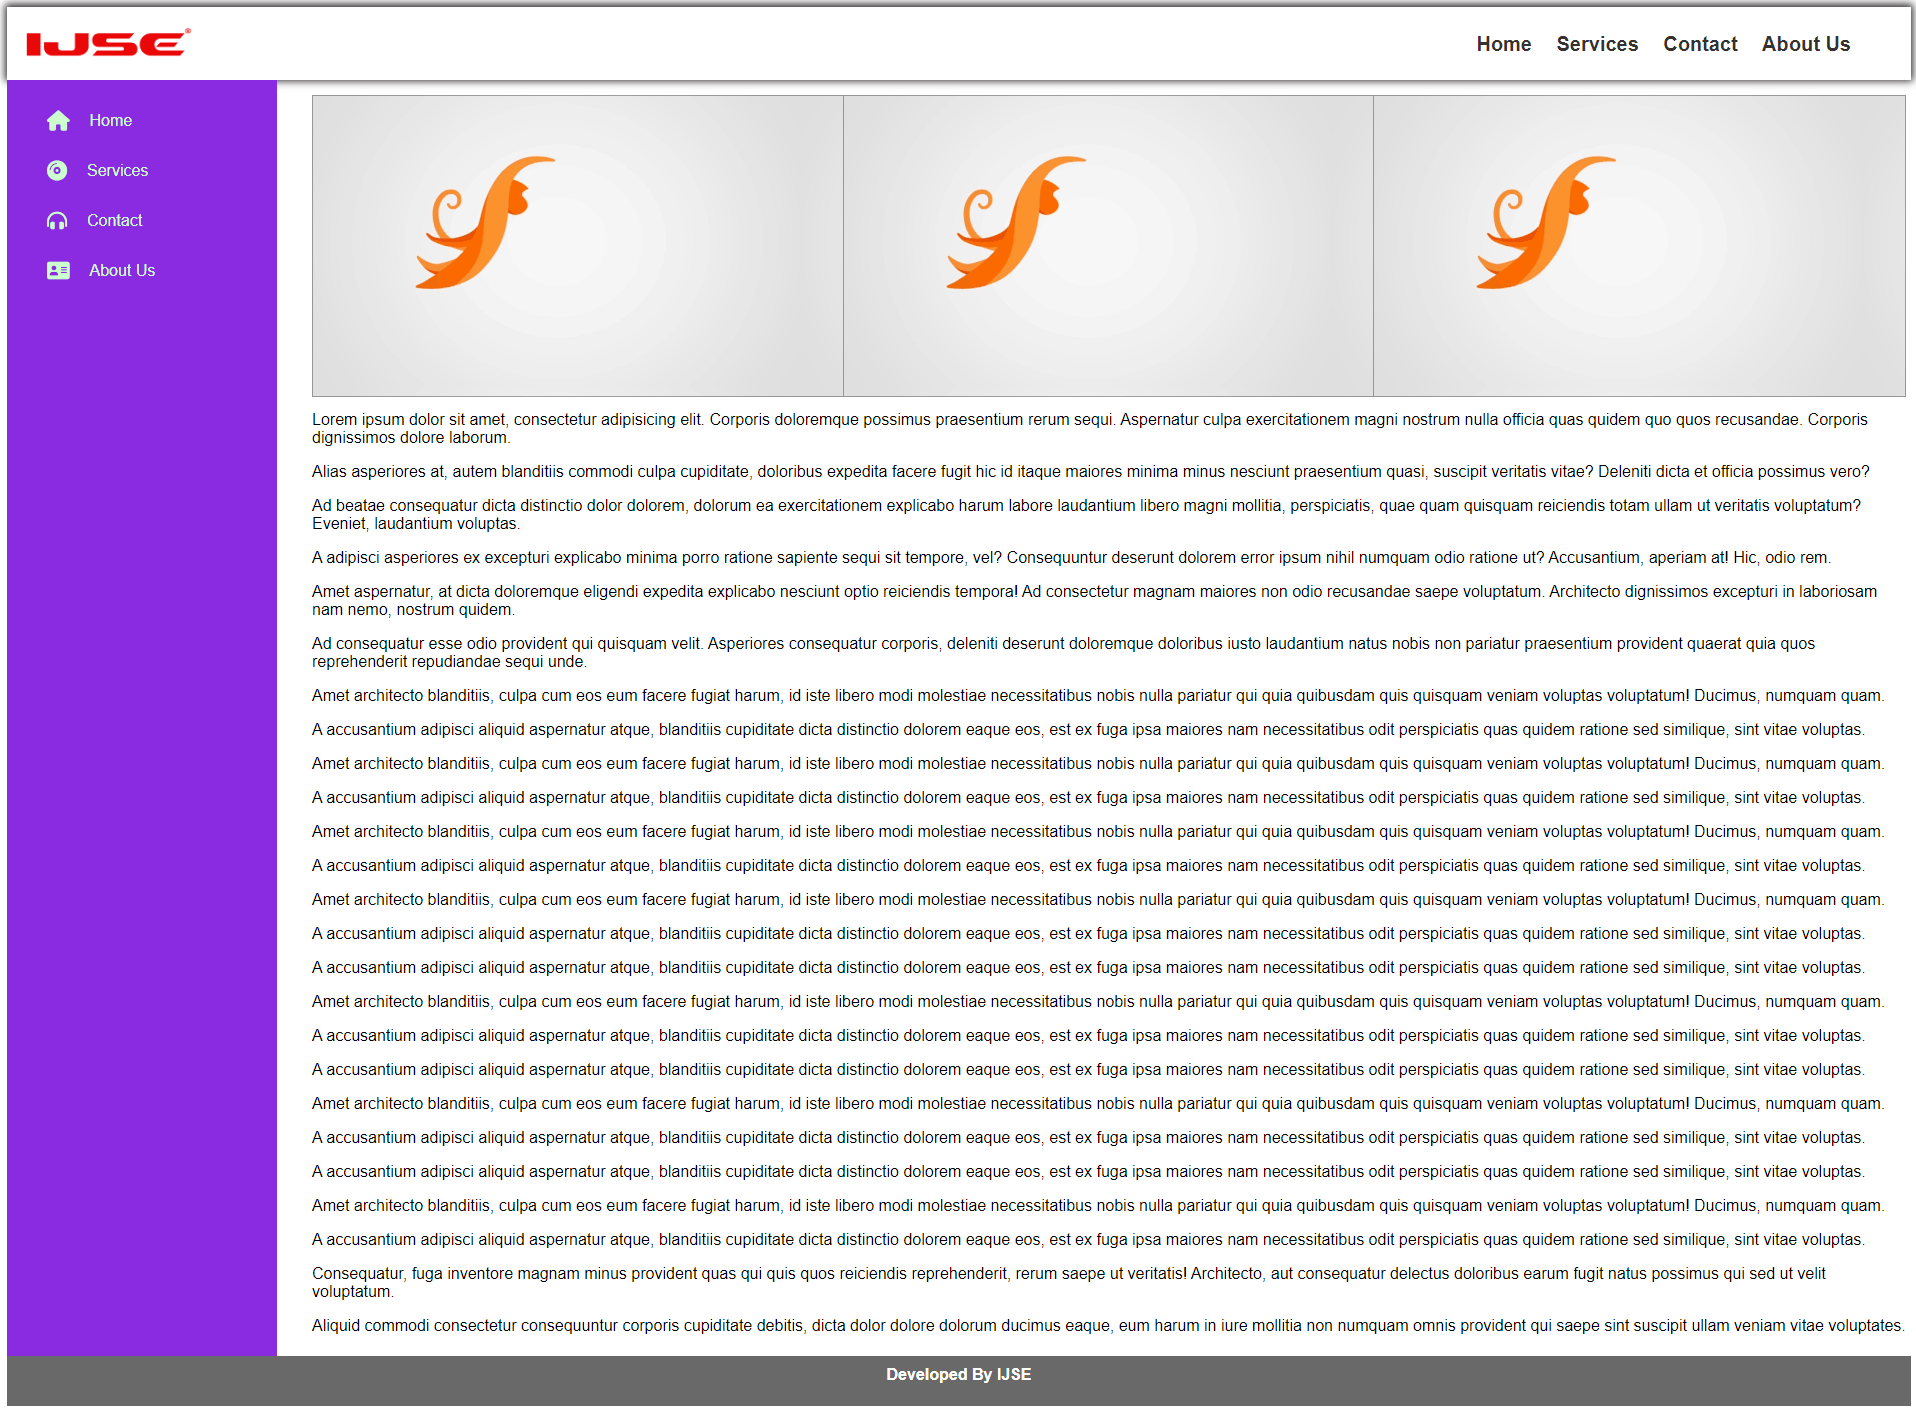 IJSE®
Home Services Contact About Us
Home
Services
Contact
About Us
Lorem ipsum dolor sit amet, consectetur adipisicing elit. Corporis doloremque possimus praesentium rerum sequi. Aspernatur culpa exercitationem magni nostrum nulla officia quas quidem quo quos recusandae. Corporis
dignissimos dolore laborum.
Alias asperiores at, autem blanditiis commodi culpa cupiditate, doloribus expedita facere fugit hic id itaque maiores minima minus nesciunt praesentium quasi, suscipit veritatis vitae? Deleniti dicta et officia possimus vero?
Ad beatae consequatur dicta distinctio dolor dolorem, dolorum ea exercitationem explicabo harum labore laudantium libero magni mollitia, perspiciatis, quae quam quisquam reiciendis totam ullam ut veritatis voluptatum?
Eveniet, laudantium voluptas.
A adipisci asperiores ex excepturi explicabo minima porro ratione sapiente sequi sit tempore, vel? Consequuntur deserunt dolorem error ipsum nihil numquam odio ratione ut? Accusantium, aperiam at! Hic, odio rem.
Amet aspernatur, at dicta doloremque eligendi expedita explicabo nesciunt optio reiciendis tempora! Ad consectetur magnam maiores non odio recusandae saepe voluptatum. Architecto dignissimos excepturi in laboriosam
nam nemo, nostrum quidem.
Ad consequatur esse odio provident qui quisquam velit. Asperiores consequatur corporis, deleniti deserunt doloremque doloribus iusto laudantium natus nobis non pariatur praesentium provident quaerat quia quos
reprehenderit repudiandae sequi unde.
Amet architecto blanditiis, culpa cum eos eum facere fugiat harum, id iste libero modi molestiae necessitatibus nobis nulla pariatur qui quia quibusdam quis quisquam veniam voluptas voluptatum! Ducimus, numquam quam.
A accusantium adipisci aliquid aspernatur atque, blanditiis cupiditate dicta distinctio dolorem eaque eos, est ex fuga ipsa maiores nam necessitatibus odit perspiciatis quas quidem ratione sed similique, sint vitae voluptas.
Amet architecto blanditiis, culpa cum eos eum facere fugiat harum, id iste libero modi molestiae necessitatibus nobis nulla pariatur qui quia quibusdam quis quisquam veniam voluptas voluptatum! Ducimus, numquam quam.
A accusantium adipisci aliquid aspernatur atque, blanditiis cupiditate dicta distinctio dolorem eaque eos, est ex fuga ipsa maiores nam necessitatibus odit perspiciatis quas quidem ratione sed similique, sint vitae voluptas.
Amet architecto blanditiis, culpa cum eos eum facere fugiat harum, id iste libero modi molestiae necessitatibus nobis nulla pariatur qui quia quibusdam quis quisquam veniam voluptas voluptatum! Ducimus, numquam quam.
A accusantium adipisci aliquid aspernatur atque, blanditiis cupiditate dicta distinctio dolorem eaque eos, est ex fuga ipsa maiores nam necessitatibus odit perspiciatis quas quidem ratione sed similique, sint vitae voluptas.
Amet architecto blanditiis, culpa cum eos eum facere fugiat harum, id iste libero modi molestiae necessitatibus nobis nulla pariatur qui quia quibusdam quis quisquam veniam voluptas voluptatum! Ducimus, numquam quam.
A accusantium adipisci aliquid aspernatur atque, blanditiis cupiditate dicta distinctio dolorem eaque eos, est ex fuga ipsa maiores nam necessitatibus odit perspiciatis quas quidem ratione sed similique, sint vitae voluptas.
A accusantium adipisci aliquid aspernatur atque, blanditiis cupiditate dicta distinctio dolorem eaque eos, est ex fuga ipsa maiores nam necessitatibus odit perspiciatis quas quidem ratione sed similique, sint vitae voluptas.
Amet architecto blanditiis, culpa cum eos eum facere fugiat harum, id iste libero modi molestiae necessitatibus nobis nulla pariatur qui quia quibusdam quis quisquam veniam voluptas voluptatum! Ducimus, numquam quam.
A accusantium adipisci aliquid aspernatur atque, blanditiis cupiditate dicta distinctio dolorem eaque eos, est ex fuga ipsa maiores nam necessitatibus odit perspiciatis quas quidem ratione sed similique, sint vitae voluptas.
A accusantium adipisci aliquid aspernatur atque, blanditiis cupiditate dicta distinctio dolorem eaque eos, est ex fuga ipsa maiores nam necessitatibus odit perspiciatis quas quidem ratione sed similique, sint vitae voluptas.
Amet architecto blanditiis, culpa cum eos eum facere fugiat harum, id iste libero modi molestiae necessitatibus nobis nulla pariatur qui quia quibusdam quis quisquam veniam voluptas voluptatum! Ducimus, numquam quam.
A accusantium adipisci aliquid aspernatur atque, blanditiis cupiditate dicta distinctio dolorem eaque eos, est ex fuga ipsa maiores nam necessitatibus odit perspiciatis quas quidem ratione sed similique, sint vitae voluptas.
A accusantium adipisci aliquid aspernatur atque, blanditiis cupiditate dicta distinctio dolorem eaque eos, est ex fuga ipsa maiores nam necessitatibus odit perspiciatis quas quidem ratione sed similique, sint vitae voluptas.
Amet architecto blanditiis, culpa cum eos eum facere fugiat harum, id iste libero modi molestiae necessitatibus nobis nulla pariatur qui quia quibusdam quis quisquam veniam voluptas voluptatum! Ducimus, numquam quam.
A accusantium adipisci aliquid aspernatur atque, blanditiis cupiditate dicta distinctio dolorem eaque eos, est ex fuga ipsa maiores nam necessitatibus odit perspiciatis quas quidem ratione sed similique, sint vitae voluptas.
Consequatur, fuga inventore magnam minus provident quas qui quis quos reiciendis reprehenderit, rerum saepe ut veritatis! Architecto, aut consequatur delectus doloribus earum fugit natus possimus qui sed ut velit
voluptatum.
Aliquid commodi consectetur consequuntur corporis cupiditate debitis, dicta dolor dolore dolorum ducimus eaque, eum harum in iure mollitia non numquam omnis provident qui saepe sint suscipit ullam veniam vitae voluptates.
Developed By IJSE